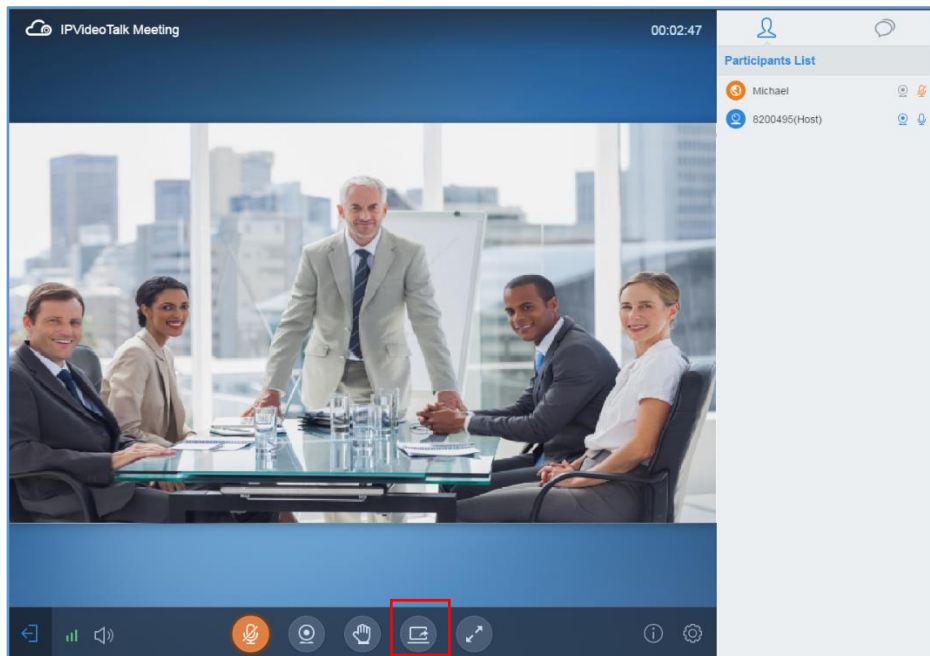 IPVideoTalk Meeting
00:02:47
Participants List
Michael
8200495(Host)